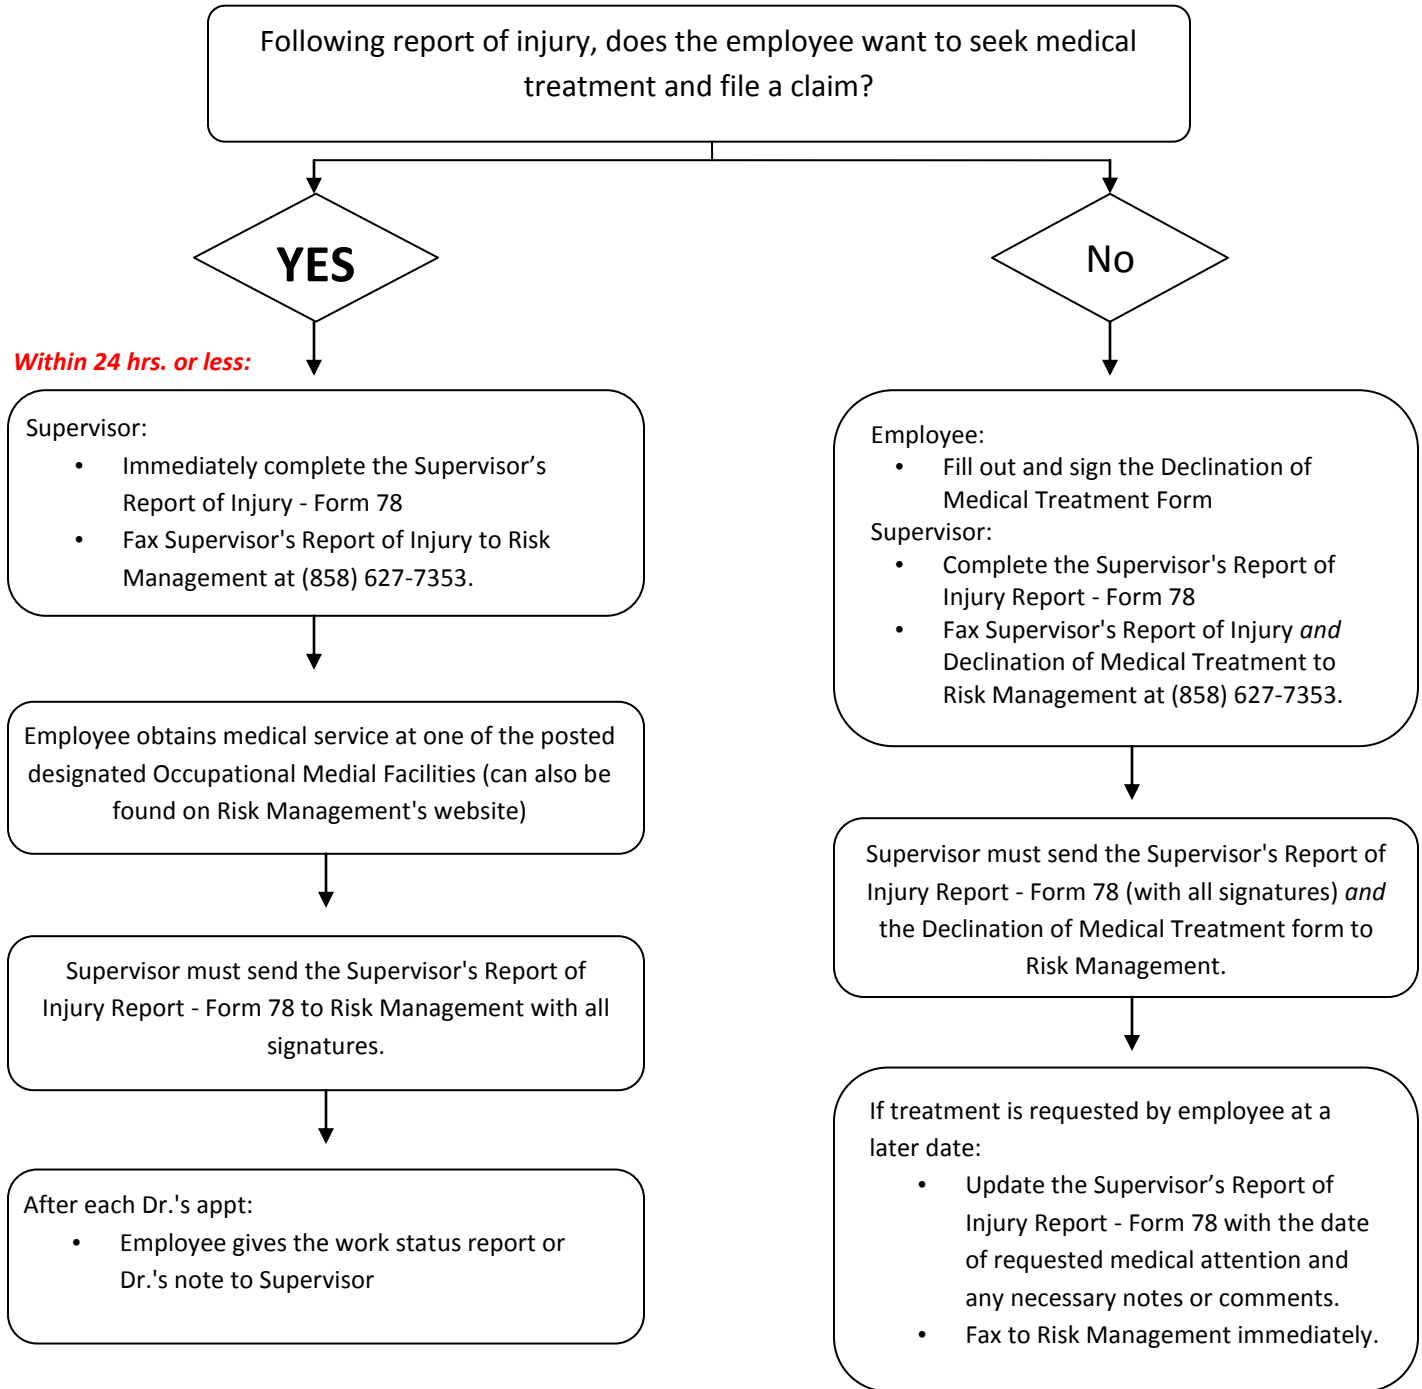 Following report of injury, does the employee want to seek medical
treatment and file a claim?
YES
Within 24 hrs. or less:
Supervisor:
• Immediately complete the Supervisor’s
Report of Injury - Form 78
• Fax Supervisor's Report of Injury to Risk
Management at (858) 627-7353.
Employee obtains medical service at one of the posted
designated Occupational Medial Facilities (can also be
found on Risk Management's website)
Supervisor must send the Supervisor's Report of
Injury Report - Form 78 to Risk Management with all
signatures.
After each Dr.'s appt:
• Employee gives the work status report or
Dr.'s note to Supervisor
No
Employee:
• Fill out and sign the Declination of
Medical Treatment Form
Supervisor:
• Complete the Supervisor's Report of
Injury Report - Form 78
• Fax Supervisor's Report of Injury and
Declination of Medical Treatment to
Risk Management at (858) 627-7353.
Supervisor must send the Supervisor's Report of
Injury Report - Form 78 (with all signatures) and
the Declination of Medical Treatment form to
Risk Management.
If treatment is requested by employee at a
later date:
• Update the Supervisor’s Report of
Injury Report - Form 78 with the date
of requested medical attention and
any necessary notes or comments.
• Fax to Risk Management immediately.